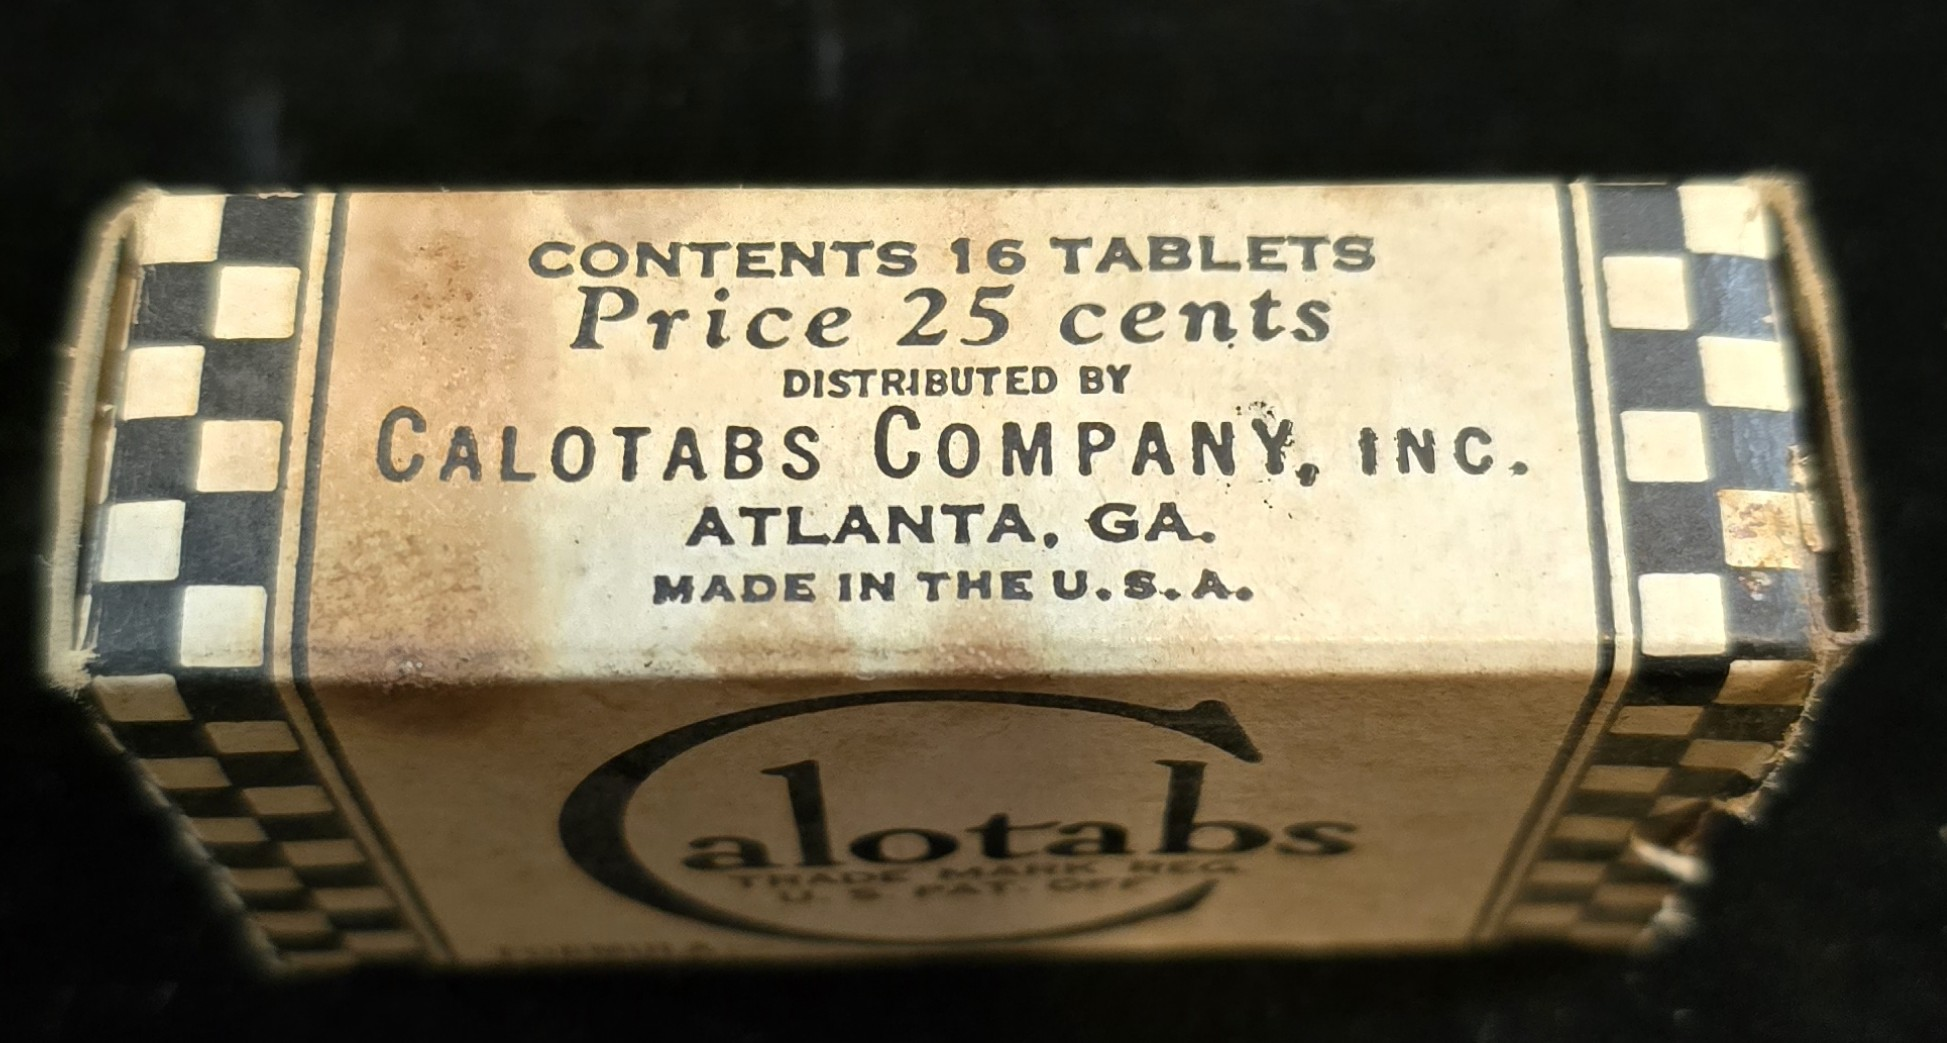 CONTENTS 16 TABLETS
Price 25 cents
DISTRIBUTED BY
CALOTABS COMPANY, INC.
ATLANTA, GA.
MADE IN THE U.S.A.
Calotabs
TRADE MARK REG
U. S. PAT. OFF
FORMULA